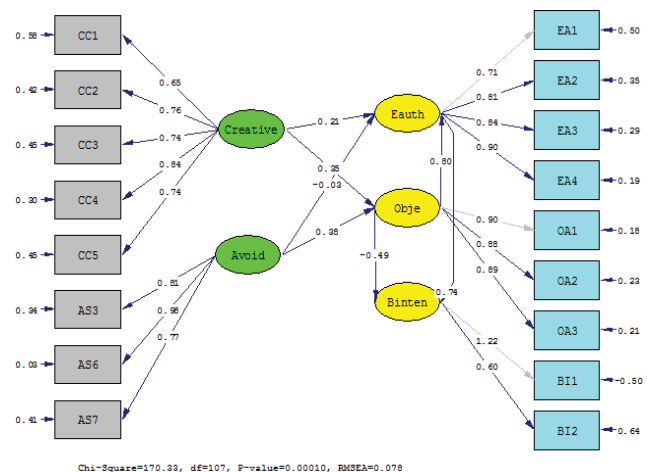 0.58 CC1
0.42 CC2
0.45 CC3
0.30 CC4
0.45 CC5
0.34 AS3
0.03 AS6
0.41 AS7
0.65
0.76
0.74
0.84
0.74
0.81
0.98
0.77
Creative
Avoid
0.21
0.35
-0.03
0.38
Eauth
Obje
Binten
0.80
-0.49
0.74
0.71
0.81
0.84
0.90
0.90
0.88
0.89
1.22
0.60
EA1 0.50
EA2 0.35
EA3 0.29
EA4 0.19
OA1 0.18
OA2 0.23
OA3 0.21
BI1 -0.50
BI2 0.64
Chi-Square=170.33, df=107, P-value=0.00010, RMSEA=0.078